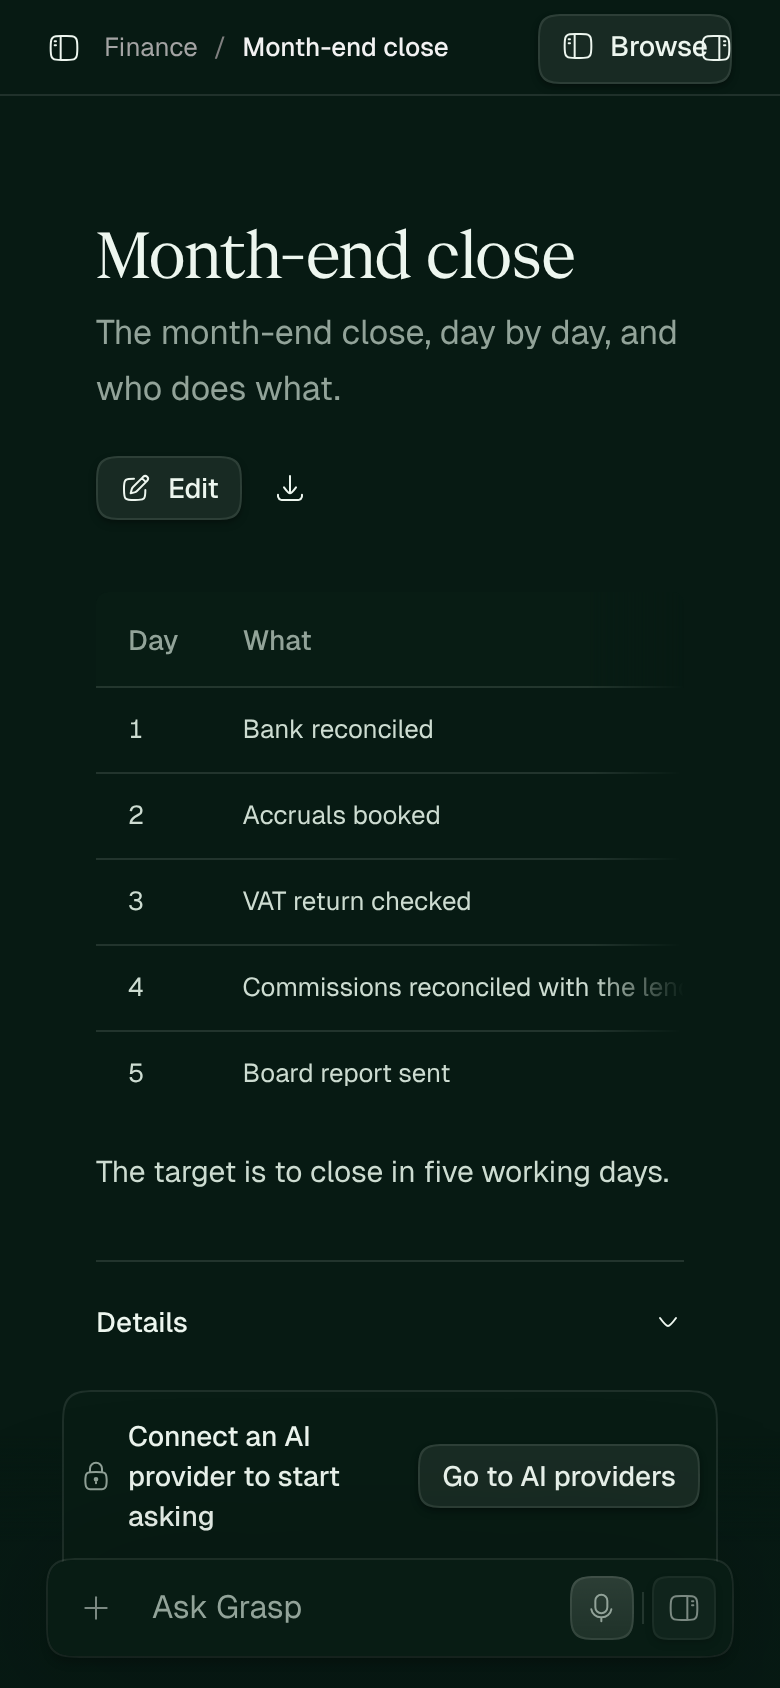 Finance / Month-end close
Browse
Month-end close
The month-end close, day by day, and
who does what.
Edit
Day What
1 Bank reconciled
2 Accruals booked
3 VAT return checked
4 Commissions reconciled with the
5 Board report sent
The target is to close in five working days.
Details
Connect an AI
provider to start
asking
Go to AI providers
Ask Grasp